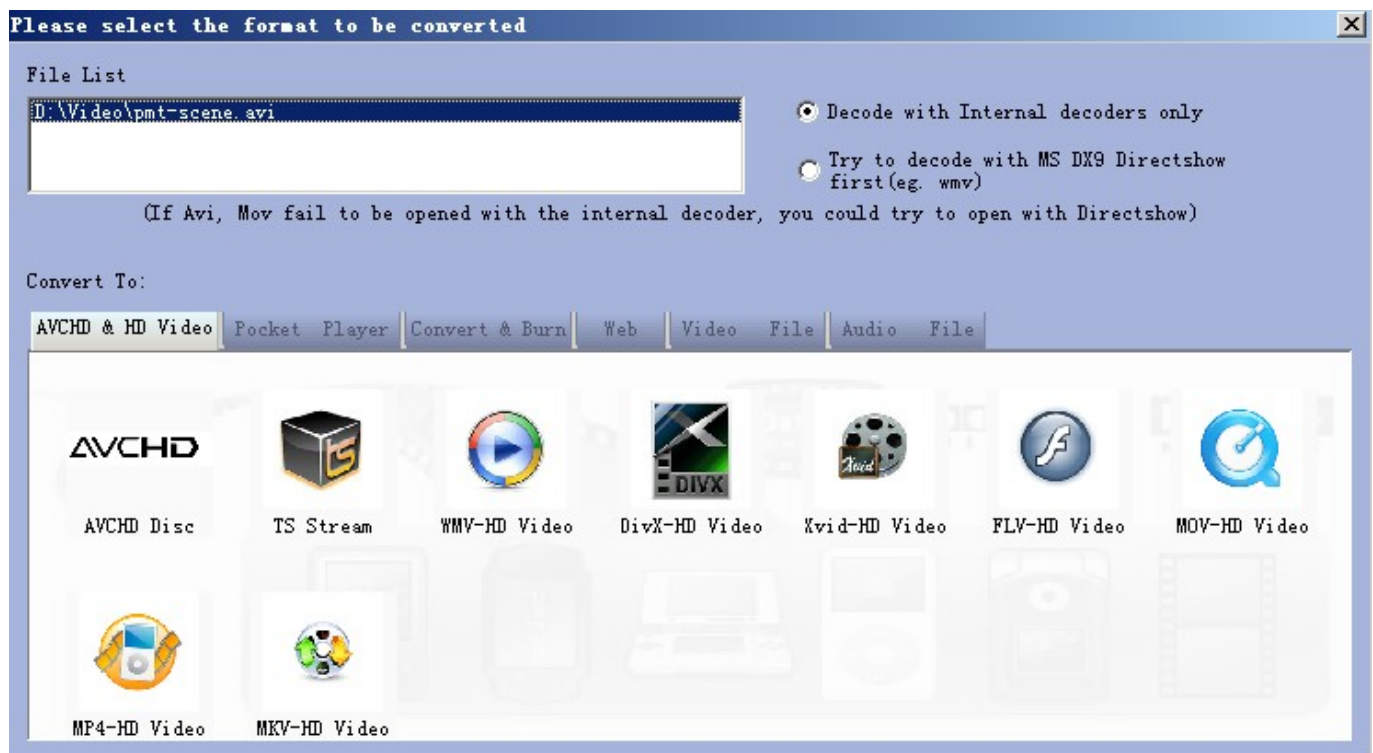 Please select the format to be converted
File List
D:\Video\pmt-scene.avi
Decode with Internal decoders only
Try to decode with MS DX9 Directshow
first(eg. wmv)
(If Avi, Mov fail to be opened with the internal decoder, you could try to open with Directshow)
Convert To:
AVCHD & HD Video Pocket Player Convert & Burn Web Video File Audio File
AVCHD TS DIVX Xvid
AVCHD Disc TS Stream WMV-HD Video DivX-HD Video Xvid-HD Video FLV-HD Video MOV-HD Video
MP4-HD Video MKV-HD Video